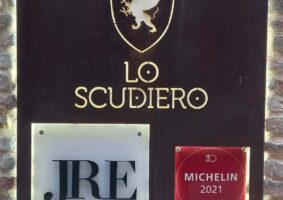 LO
SCUDIERO
JRE
MICHELIN
2021